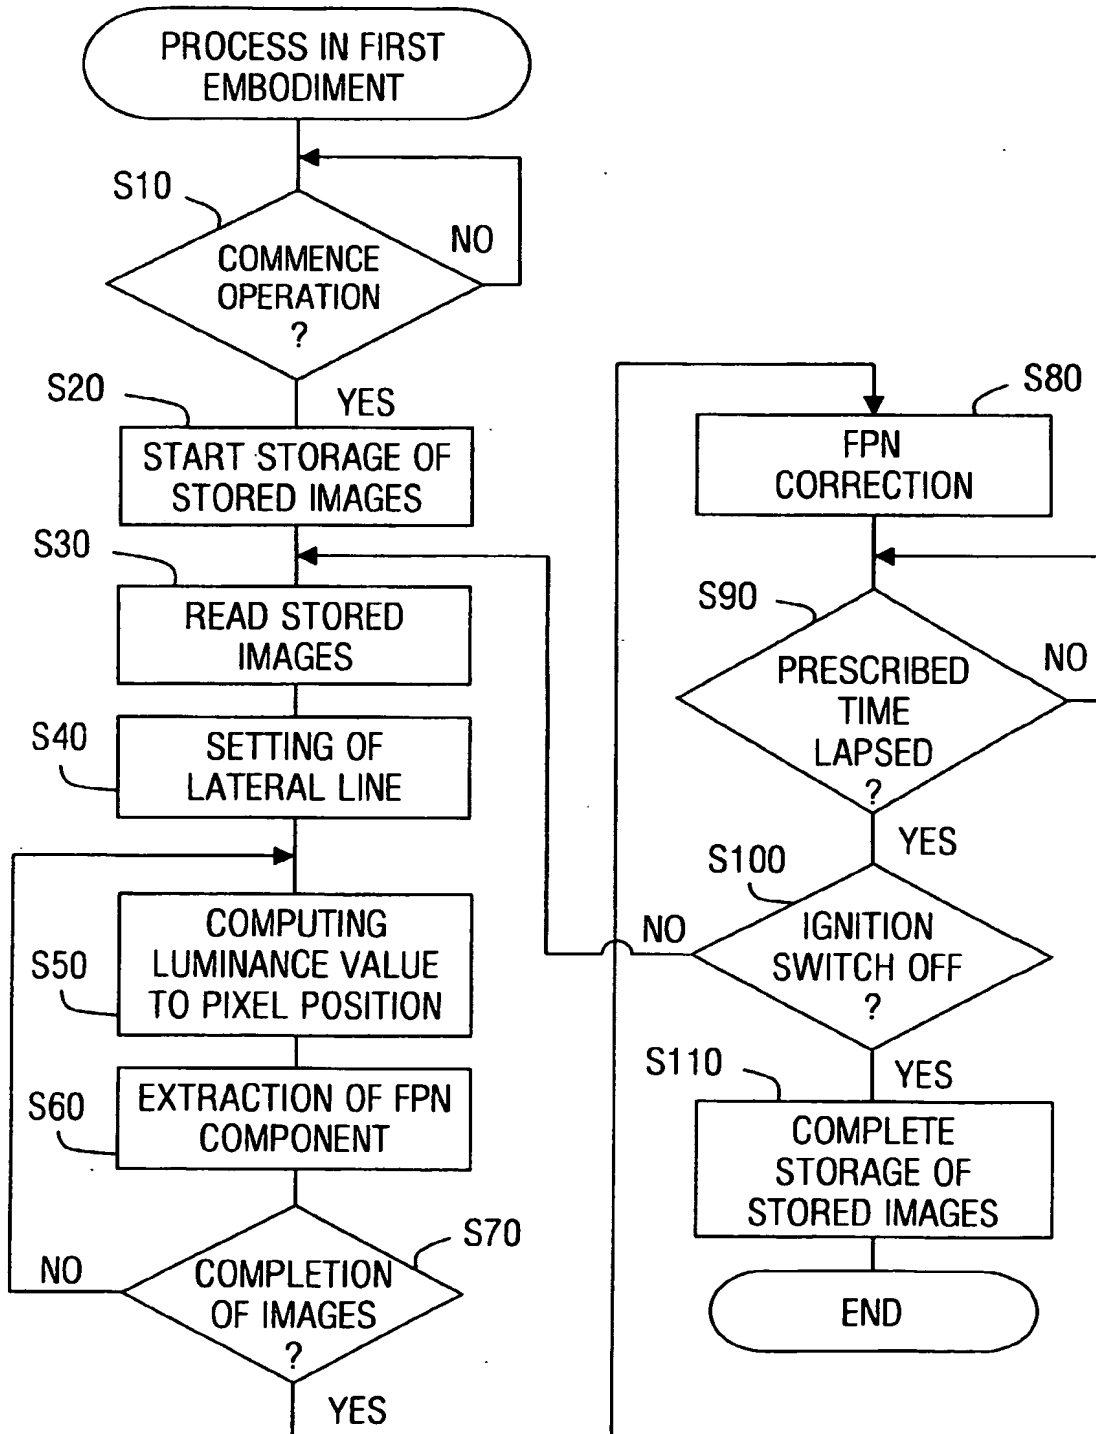 PROCESS IN FIRST
EMBODIMENT
S10
COMMENCE
OPERATION
?
NO
YES
S20
START STORAGE OF
STORED IMAGES
S30
READ STORED
IMAGES
S40
SETTING OF
LATERAL LINE
S50
COMPUTING
LUMINANCE VALUE
TO PIXEL POSITION
S60
EXTRACTION OF FPN
COMPONENT
S70
COMPLETION
OF IMAGES
?
NO
YES
S80
FPN
CORRECTION
S90
PRESCRIBED
TIME
LAPSED
?
NO
YES
S100
IGNITION
SWITCH OFF
?
NO
YES
S110
COMPLETE
STORAGE OF
STORED IMAGES
END